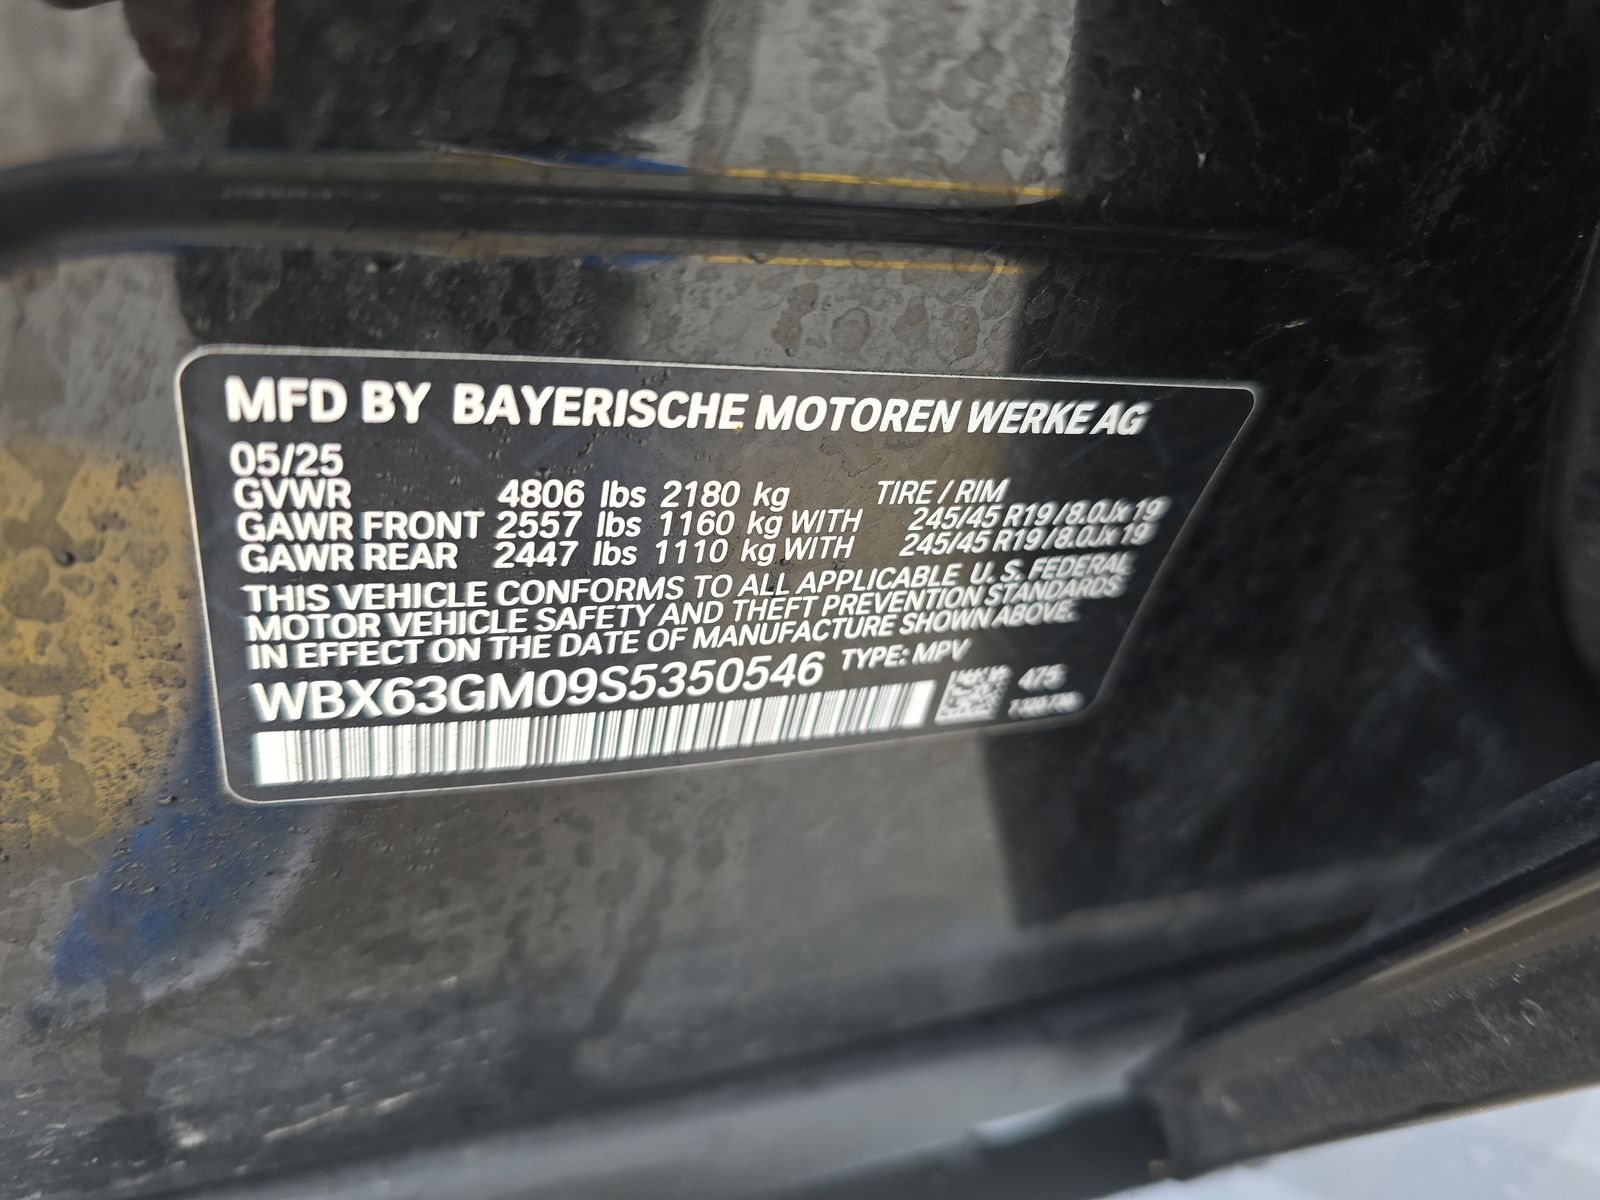 MFD BY BAYERISCHE MOTOREN WERKE AG
05/25
GVWR 4806 lbs 2180 kg TIRE / RIM
GAWR FRONT 2557 lbs 1160 kg WITH 245/45 R19 / 8.0Jx19
GAWR REAR 2447 lbs 1110 kg WITH 245/45 R19 / 8.0Jx19
THIS VEHICLE CONFORMS TO ALL APPLICABLE U. S. FEDERAL
MOTOR VEHICLE SAFETY AND THEFT PREVENTION STANDARDS
IN EFFECT ON THE DATE OF MANUFACTURE SHOWN ABOVE.
WBX63GM09S5350546 TYPE: MPV
475